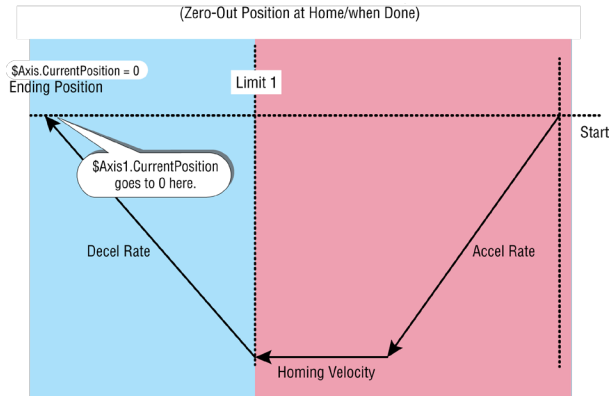 (Zero-Out Position at Home/when Done)
$Axis.CurrentPosition = 0
Ending Position
Limit 1
Start
$Axis1.CurrentPosition
goes to 0 here.
Decel Rate
Accel Rate
Homing Velocity